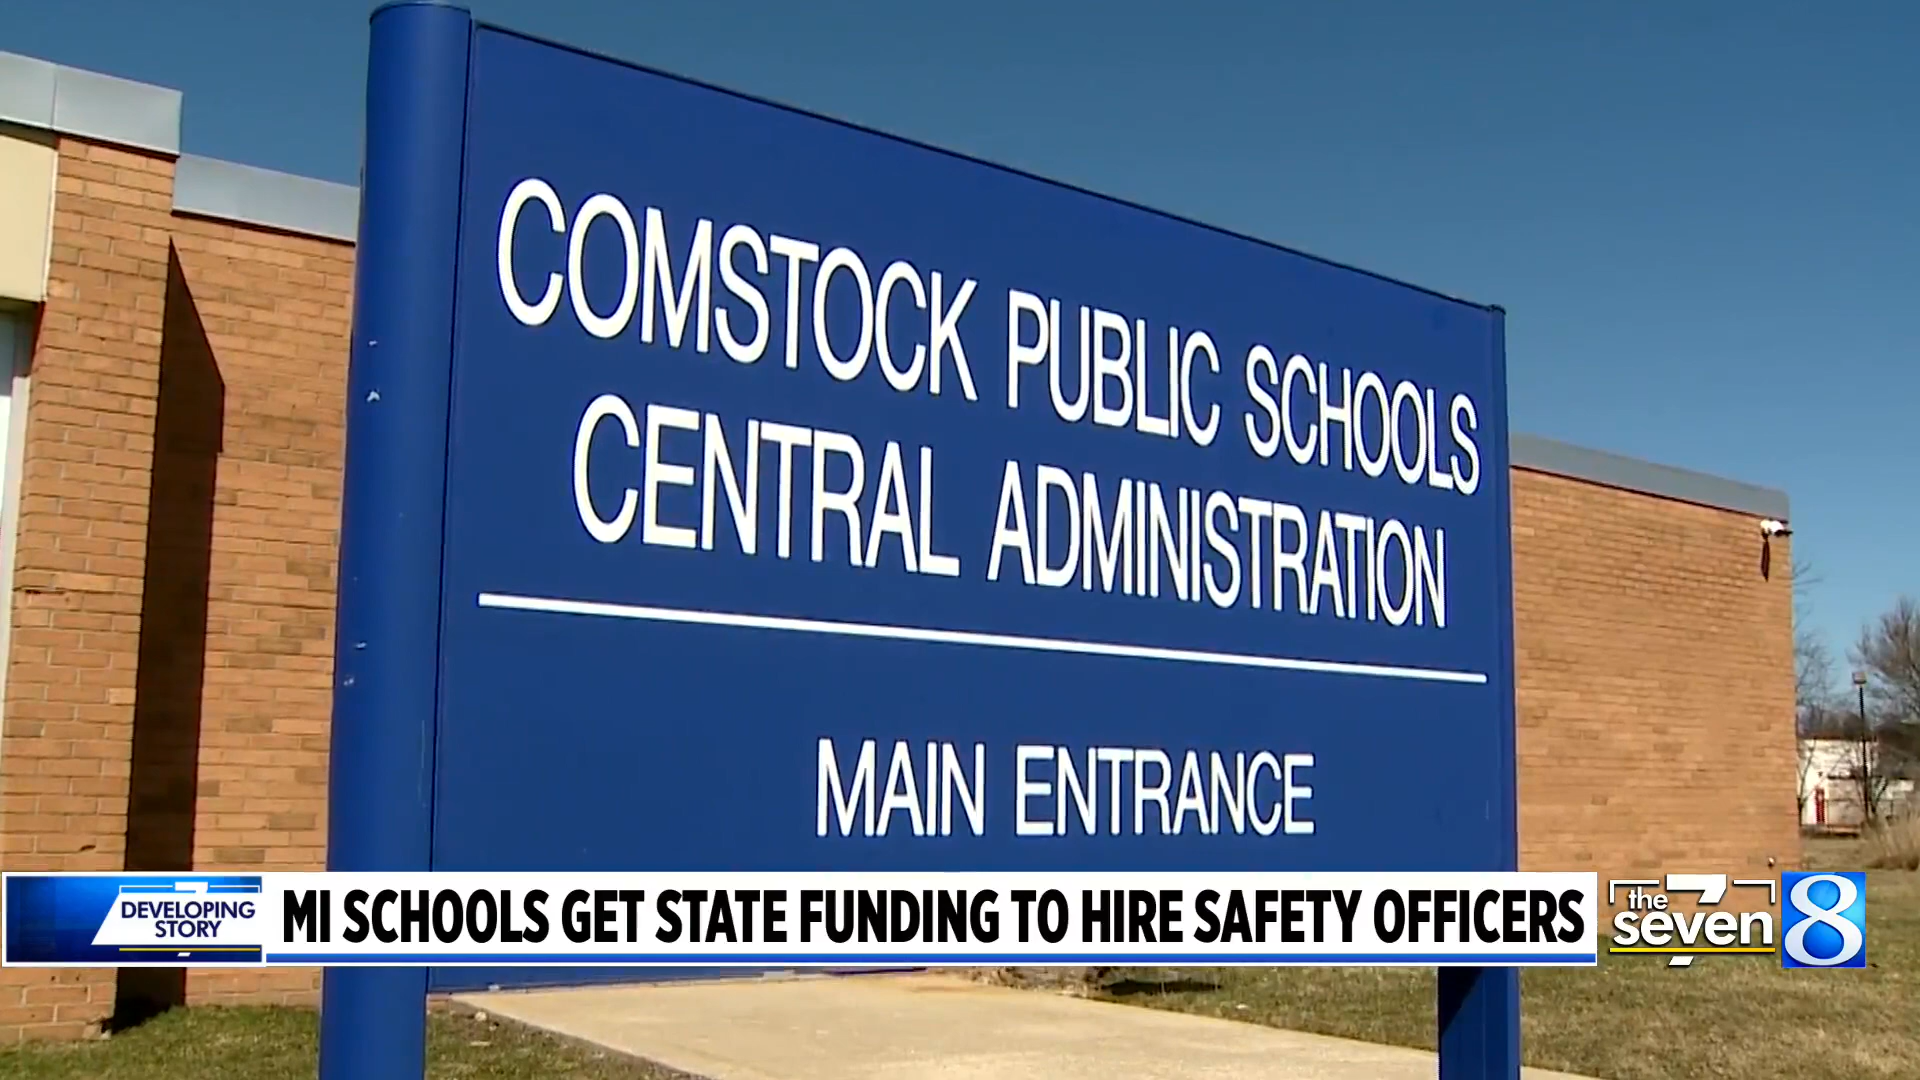 COMSTOCK PUBLIC SCHOOLS
CENTRAL ADMINISTRATION
MAIN ENTRANCE
DEVELOPING
STORY
MI SCHOOLS GET STATE FUNDING TO HIRE SAFETY OFFICERS
the 7
seven
8